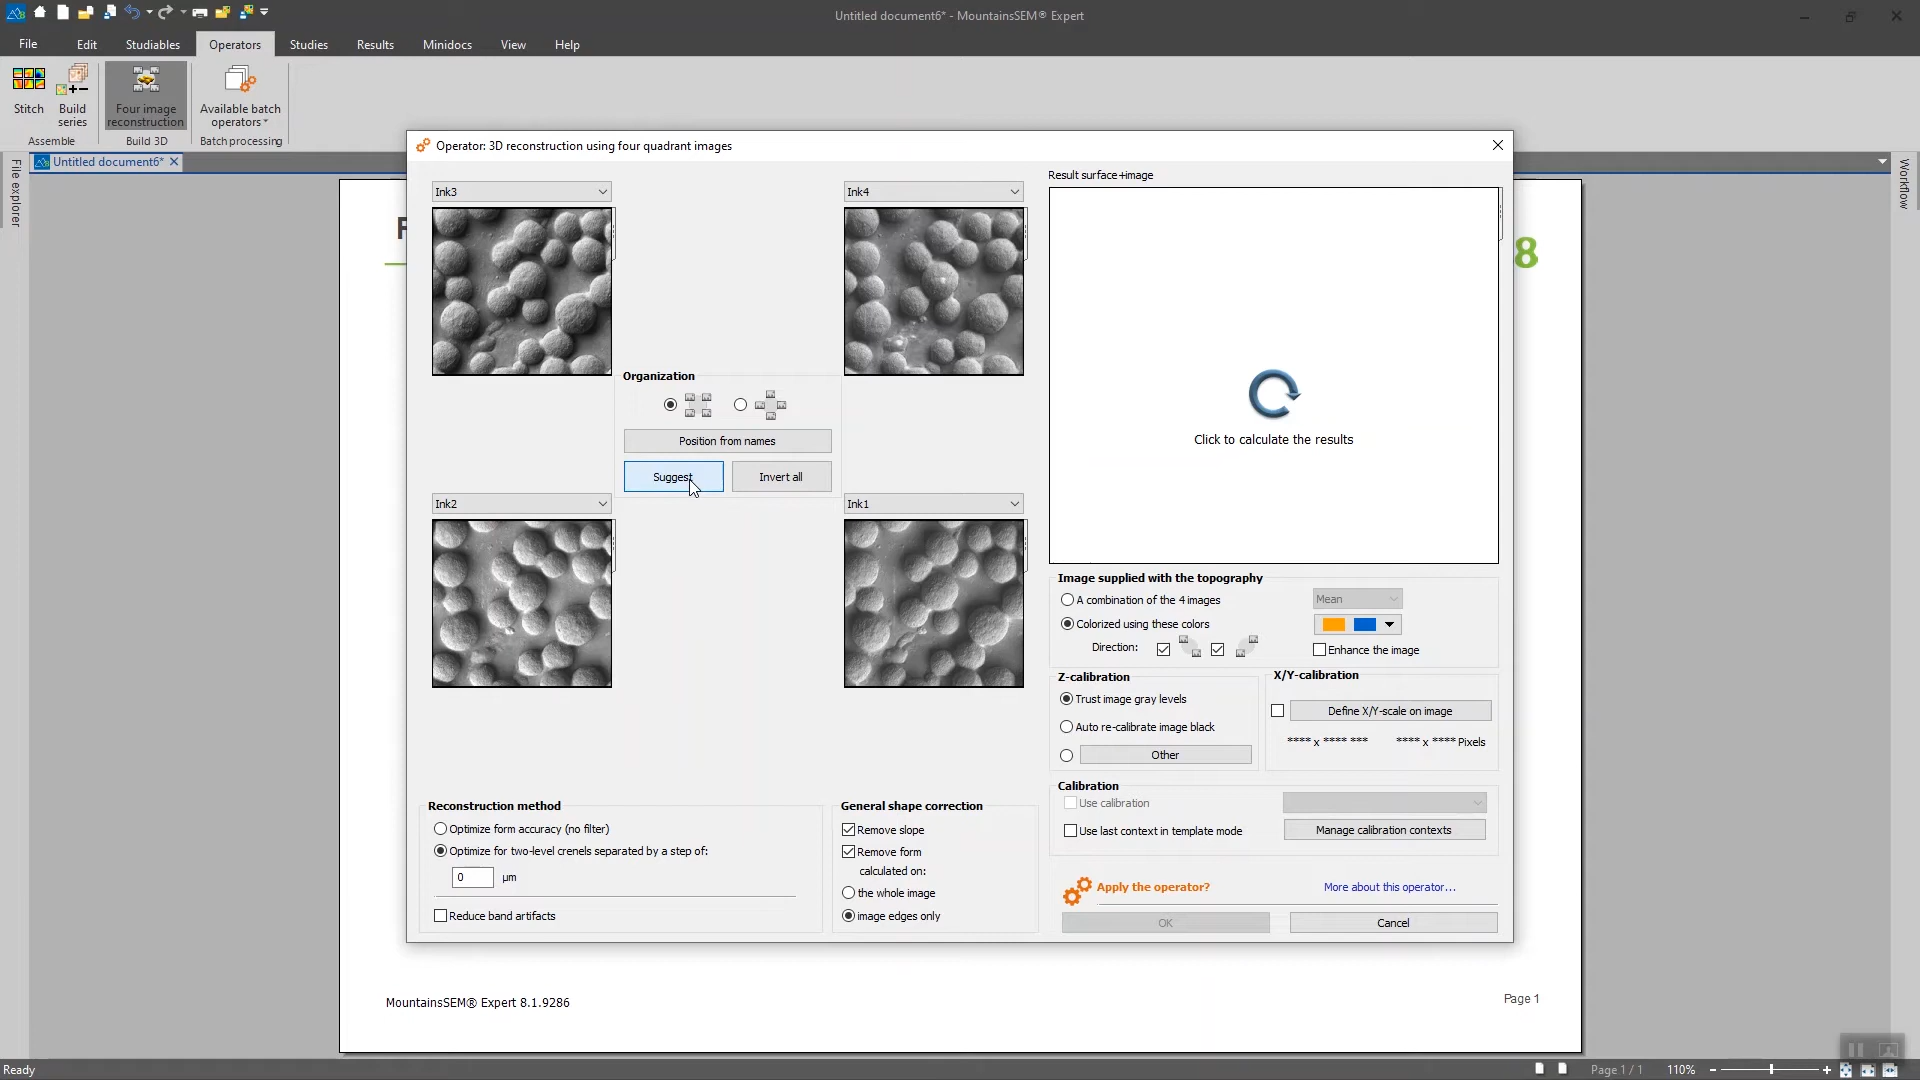 Untitled document6* - MountainsSEM® Expert
File Edit Studiables Operators Studies Results Minidocs View Help
Stitch Build series Four image reconstruction Available batch operators
Assemble Build 3D Batch processing
File explorer
Untitled document6*
Workflow
Operator: 3D reconstruction using four quadrant images
Ink3
Ink4
Organization
Position from names
Suggest Invert all
Ink2
Ink1
Reconstruction method
Optimize form accuracy (no filter)
Optimize for two-level crenels separated by a step of:
0 µm
Reduce band artifacts
General shape correction
Remove slope
Remove form
calculated on:
the whole image
image edges only
Result surface+image
Click to calculate the results
Image supplied with the topography
A combination of the 4 images Mean
Colorized using these colors
Direction: Enhance the image
Z-calibration
Trust image gray levels
Auto re-calibrate image black
Other
X/Y-calibration
Define X/Y-scale on image
**** x **** *** **** x **** Pixels
Calibration
Use calibration
Use last context in template mode Manage calibration contexts
Apply the operator? More about this operator...
OK Cancel
8
MountainsSEM® Expert 8.1.9286
Page 1
Ready
Page 1 / 1 110%